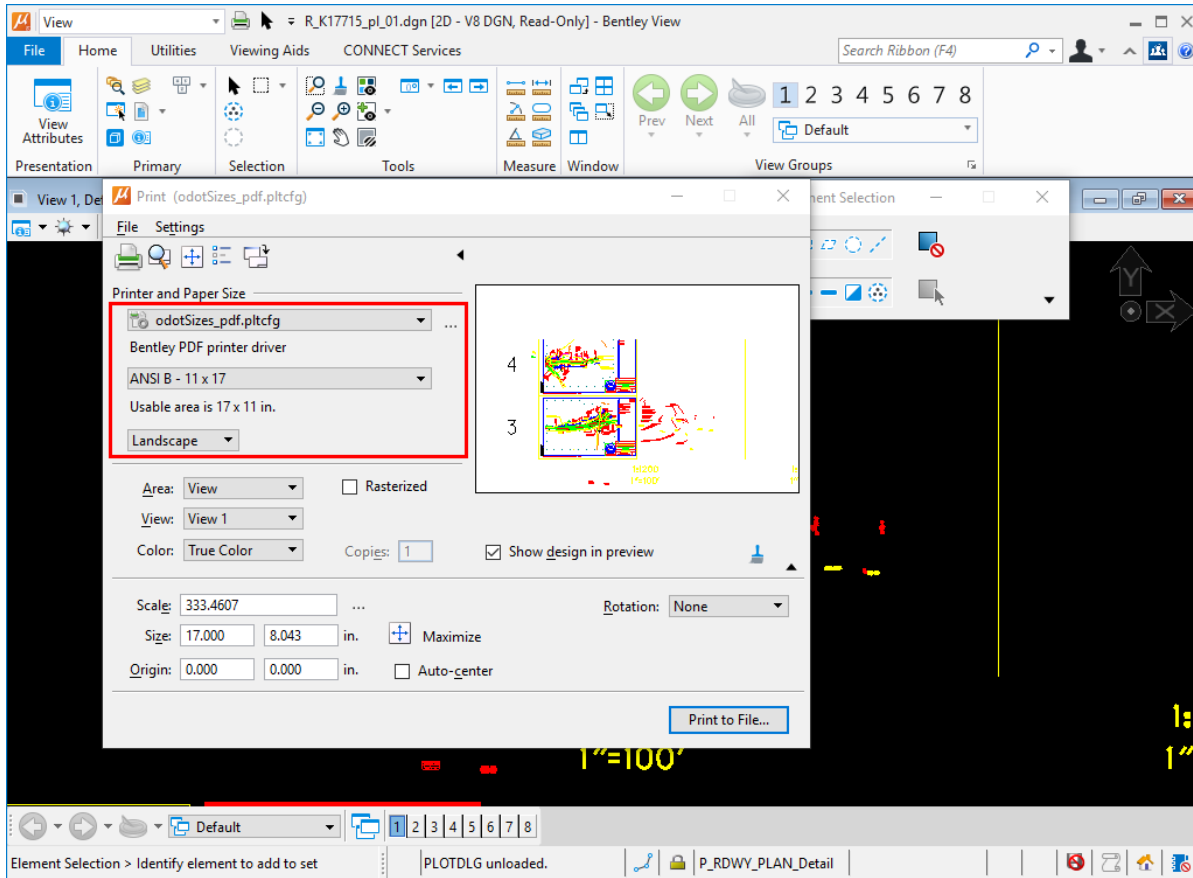 View
R_K17715_pl_01.dgn [2D - V8 DGN, Read-Only] - Bentley View
File Home Utilities Viewing Aids CONNECT Services Search Ribbon (F4)
View Attributes
Prev Next All
1 2 3 4 5 6 7 8
Default
Presentation Primary Selection Tools Measure Window View Groups
View 1, De
Print (odotSizes_pdf.pltcfg)
ent Selection
File Settings
Printer and Paper Size
odotSizes_pdf.pltcfg ...
Bentley PDF printer driver
ANSI B - 11 x 17
Usable area is 17 x 11 in.
Landscape
4
3
1"=100'
Y
X
Area: View Rasterized
View: View 1
Color: True Color Copies: 1 Show design in preview
Scale: 333.4607 ... Rotation: None
Size: 17.000 8.043 in. Maximize
Origin: 0.000 0.000 in. Auto-center
Print to File...
1"=100'
1:
1"
Default 1 2 3 4 5 6 7 8
Element Selection > Identify element to add to set PLOTDLG unloaded. P_RDWY_PLAN_Detail